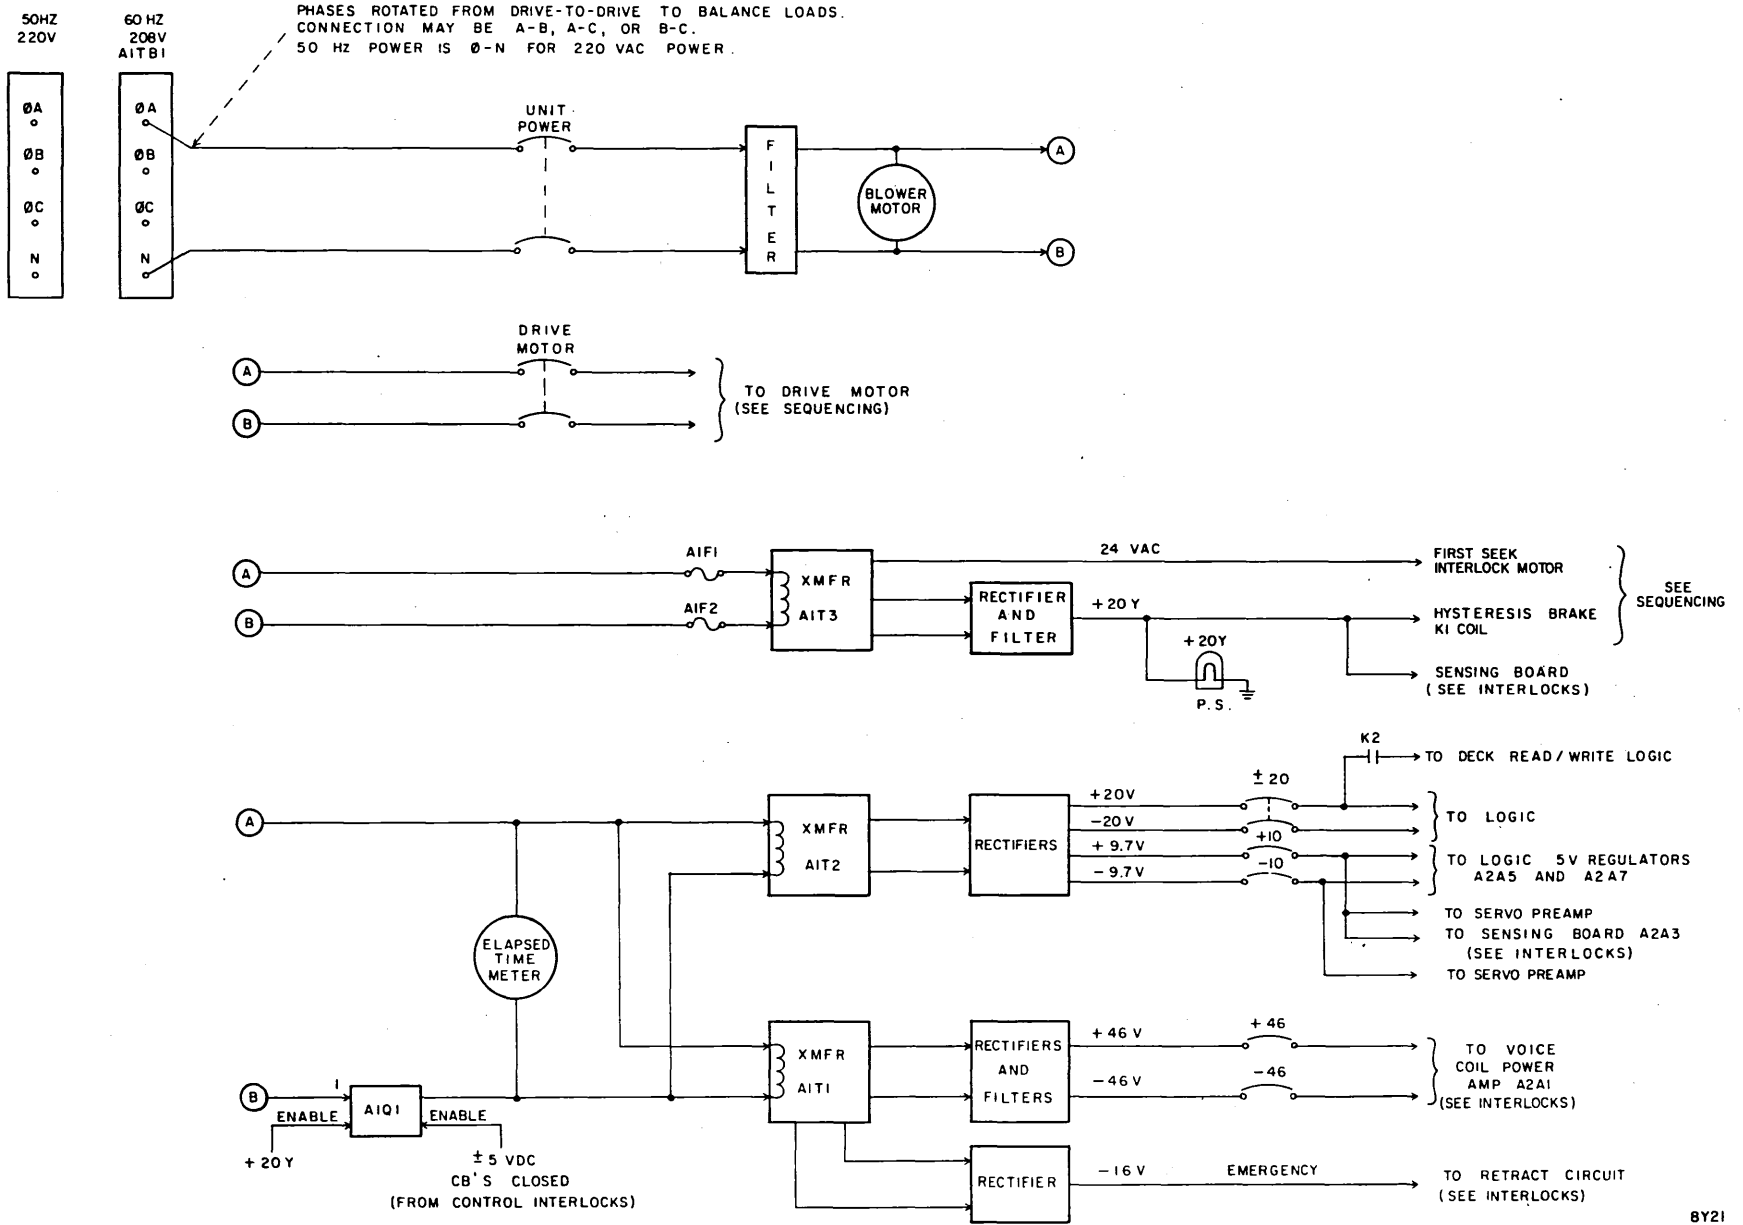 50HZ
220V
60 HZ
208V
A1TB1
PHASES ROTATED FROM DRIVE-TO-DRIVE TO BALANCE LOADS.
CONNECTION MAY BE A-B, A-C, OR B-C.
50 Hz POWER IS Ø-N FOR 220 VAC POWER.
ØA
ØB
ØC
N
ØA
ØB
ØC
N
UNIT
POWER
FILTER
BLOWER
MOTOR
A
B
DRIVE
MOTOR
A
B
TO DRIVE MOTOR
(SEE SEQUENCING)
A
B
A1F1
A1F2
XMFR
A1T3
24 VAC
RECTIFIER
AND
FILTER
+20Y
+20Y
P.S.
FIRST SEEK
INTERLOCK MOTOR
HYSTERESIS BRAKE
K1 COIL
SEE
SEQUENCING
SENSING BOARD
(SEE INTERLOCKS)
K2
TO DECK READ/WRITE LOGIC
A
XMFR
A1T2
RECTIFIERS
+20V
-20V
+9.7V
-9.7V
±20
+10
-10
TO LOGIC
TO LOGIC 5V REGULATORS
A2A5 AND A2A7
TO SERVO PREAMP
TO SENSING BOARD A2A3
(SEE INTERLOCKS)
TO SERVO PREAMP
ELAPSED
TIME
METER
B
1
A1Q1
ENABLE
ENABLE
+20Y
±5 VDC
CB'S CLOSED
(FROM CONTROL INTERLOCKS)
XMFR
A1T1
RECTIFIERS
AND
FILTERS
+46V
-46V
+46
-46
TO VOICE
COIL POWER
AMP A2A1
(SEE INTERLOCKS)
RECTIFIER
-16V
EMERGENCY
TO RETRACT CIRCUIT
(SEE INTERLOCKS)
8Y21